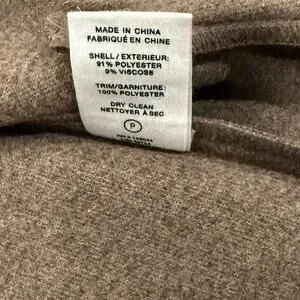 MADE IN CHINA
FABRIQUÉ EN CHINE
SHELL / EXTERIEUR:
91% POLYESTER
9% VISCOSE
TRIM/GARNITURE:
100% POLYESTER
DRY CLEAN
NETTOYER À SEC
P